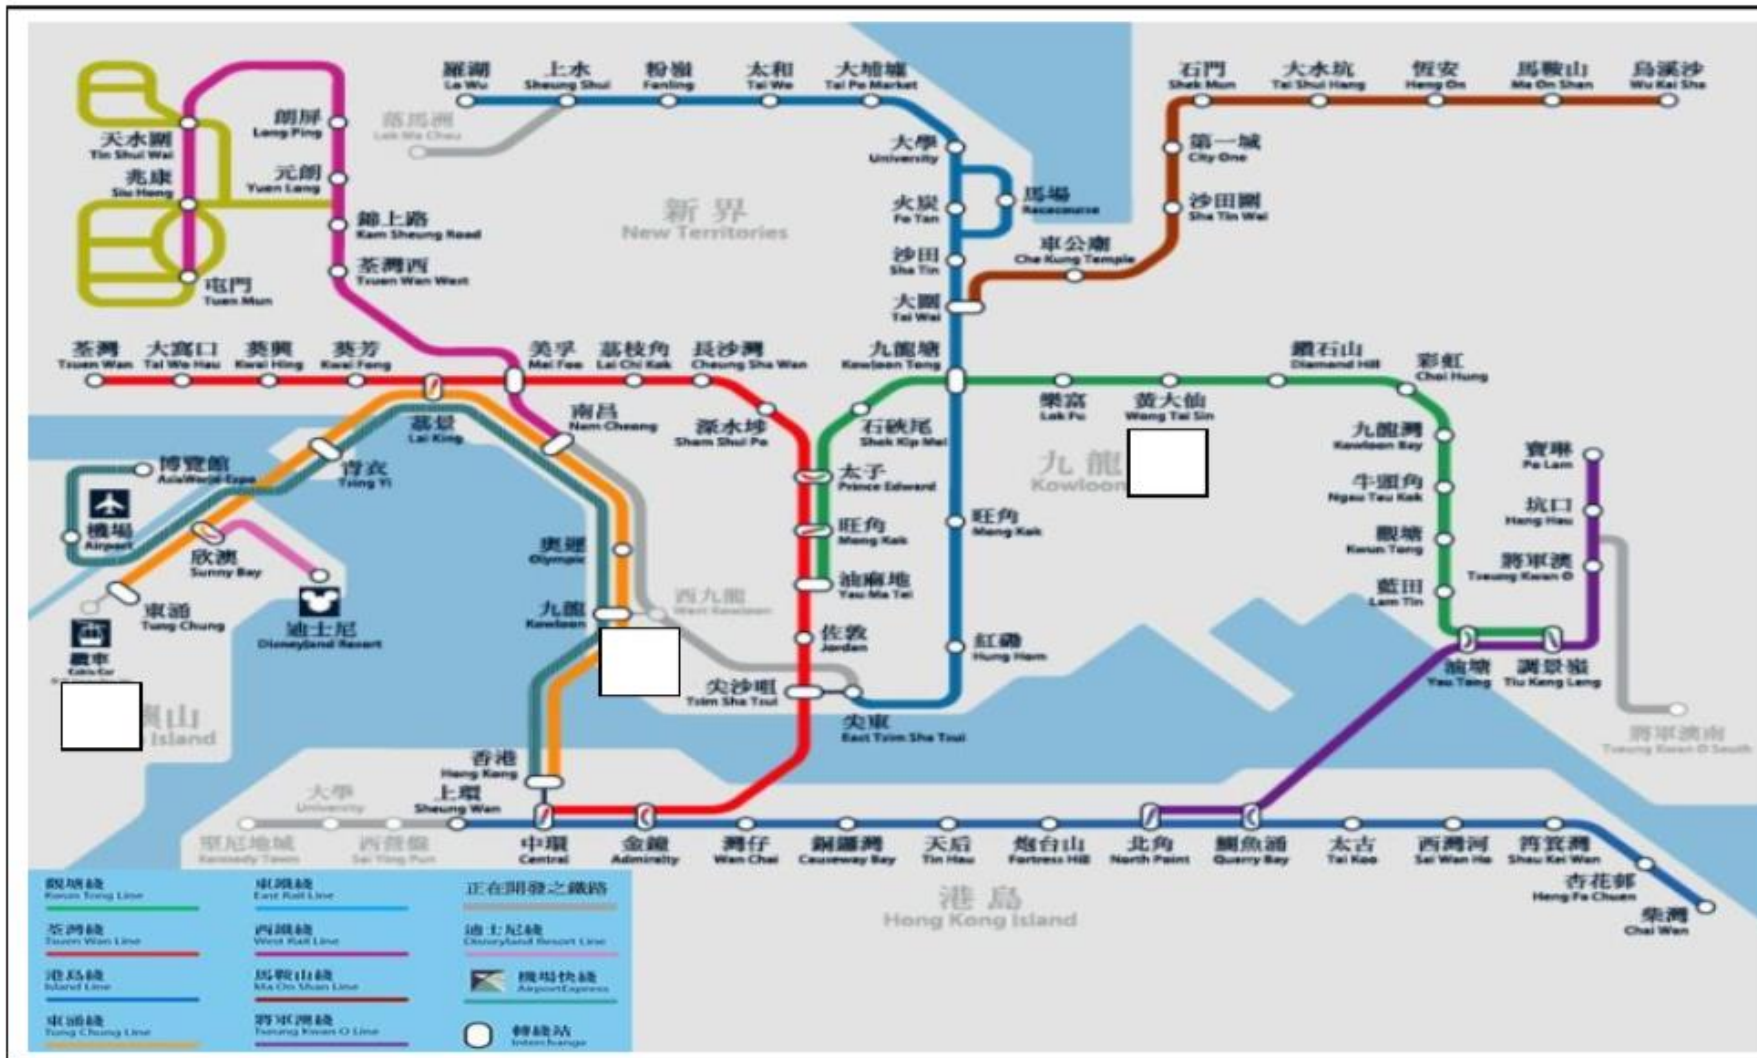 羅湖
Lo Wu
上水
Sheung Shui
粉嶺
Fanling
太和
Tai Wo
大埔墟
Tai Po Market
石門
Shek Mun
大水坑
Tai Shui Hang
恆安
Heng On
馬鞍山
Ma On Shan
烏溪沙
Wu Kai Sha
朗屏
Long Ping
落馬洲
Lok Ma Chau
天水圍
Tin Shui Wai
大學
University
第一城
City One
兆康
Siu Hong
元朗
Yuen Long
新界
New Territories
火炭
Fo Tan
馬場
Racecourse
沙田圍
Sha Tin Wai
錦上路
Kam Sheung Road
沙田
Sha Tin
車公廟
Che Kung Temple
荃灣西
Tsuen Wan West
屯門
Tuen Mun
大圍
Tai Wai
荃灣
Tsuen Wan
大窩口
Tai Wo Hau
葵興
Kwai Hing
葵芳
Kwai Fong
美孚
Mei Foo
荔枝角
Lai Chi Kok
長沙灣
Cheung Sha Wan
九龍塘
Kowloon Tong
鑽石山
Diamond Hill
彩虹
Choi Hung
樂富
Lok Fu
黃大仙
Wong Tai Sin
荔景
Lai King
南昌
Nam Cheong
深水埗
Sham Shui Po
石硤尾
Shek Kip Mei
九龍灣
Kowloon Bay
寶琳
Po Lam
博覽館
AsiaWorld-Expo
青衣
Tsing Yi
太子
Prince Edward
九龍
Kowloon
牛頭角
Ngau Tau Kok
坑口
Hang Hau
機場
Airport
欣澳
Sunny Bay
奧運
Olympic
旺角
Mong Kok
旺角
Mong Kok
觀塘
Kwun Tong
將軍澳
Tseung Kwan O
東涌
Tung Chung
迪士尼
Disneyland Resort
九龍
Kowloon
西九龍
West Kowloon
油麻地
Yau Ma Tei
藍田
Lam Tin
纜車
Cable Car
佐敦
Jordan
紅磡
Hung Hom
油塘
Yau Tong
調景嶺
Tiu Keng Leng
尖沙咀
Tsim Sha Tsui
尖東
East Tsim Sha Tsui
山
Island
將軍澳南
Tseung Kwan O South
香港
Hong Kong
上環
Sheung Wan
大學
University
堅尼地城
Kennedy Town
西營盤
Sai Ying Pun
中環
Central
金鐘
Admiralty
灣仔
Wan Chai
銅鑼灣
Causeway Bay
天后
Tin Hau
炮台山
Fortress Hill
北角
North Point
鰂魚涌
Quarry Bay
太古
Tai Koo
西灣河
Sai Wan Ho
筲箕灣
Shau Kei Wan
杏花邨
Heng Fa Chuen
柴灣
Chai Wan
港島
Hong Kong Island
觀塘綫
Kwun Tong Line
東鐵綫
East Rail Line
正在開發之鐵路
荃灣綫
Tsuen Wan Line
西鐵綫
West Rail Line
迪士尼綫
Disneyland Resort Line
港島綫
Island Line
馬鞍山綫
Ma On Shan Line
機場快綫
AirportExpress
東涌綫
Tung Chung Line
將軍澳綫
Tseung Kwan O Line
轉綫站
Interchange